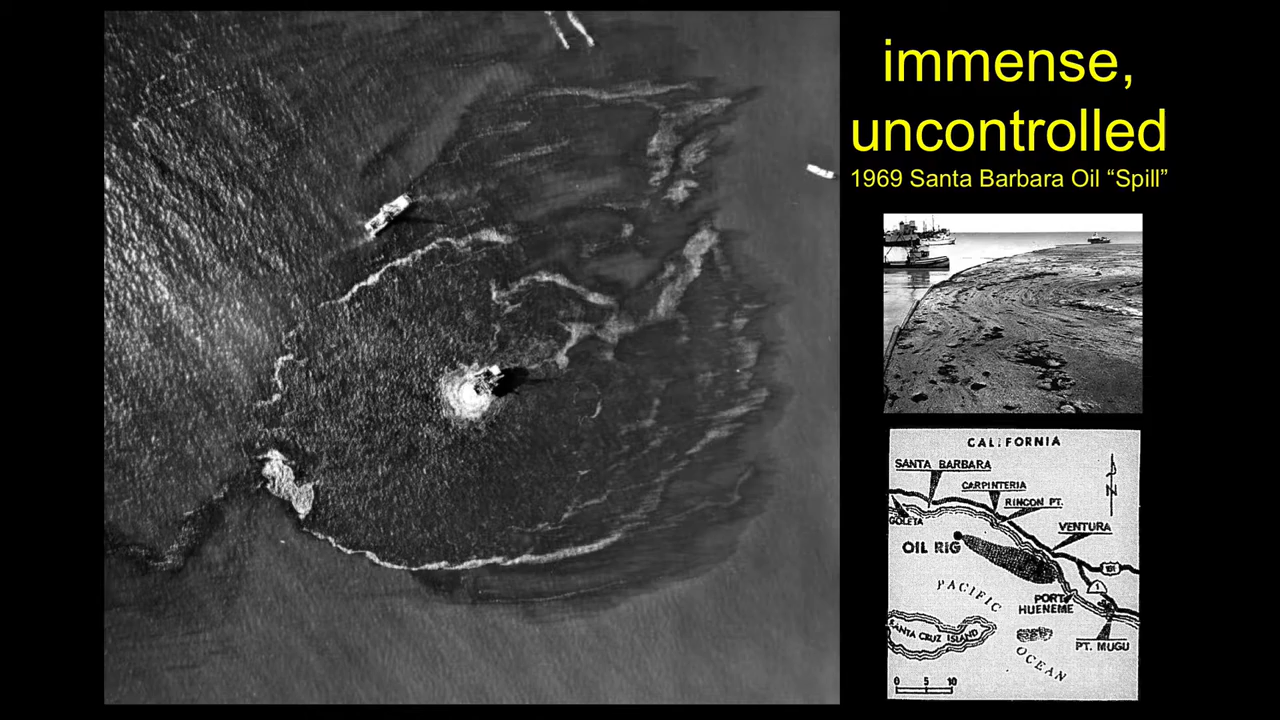 immense,
uncontrolled
1969 Santa Barbara Oil “Spill”
CALIFORNIA
SANTA BARBARA
CARPINTERIA
RINCON PT.
GOLETA
VENTURA
OIL RIG
101
1
PACIFIC
PORT
HUENEME
SANTA CRUZ ISLAND
PT. MUGU
OCEAN
N
0 5 10